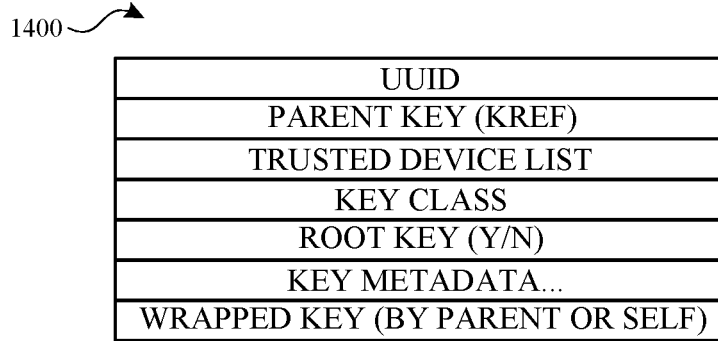 1400
UUID
PARENT KEY (KREF)
TRUSTED DEVICE LIST
KEY CLASS
ROOT KEY (Y/N)
KEY METADATA...
WRAPPED KEY (BY PARENT OR SELF)